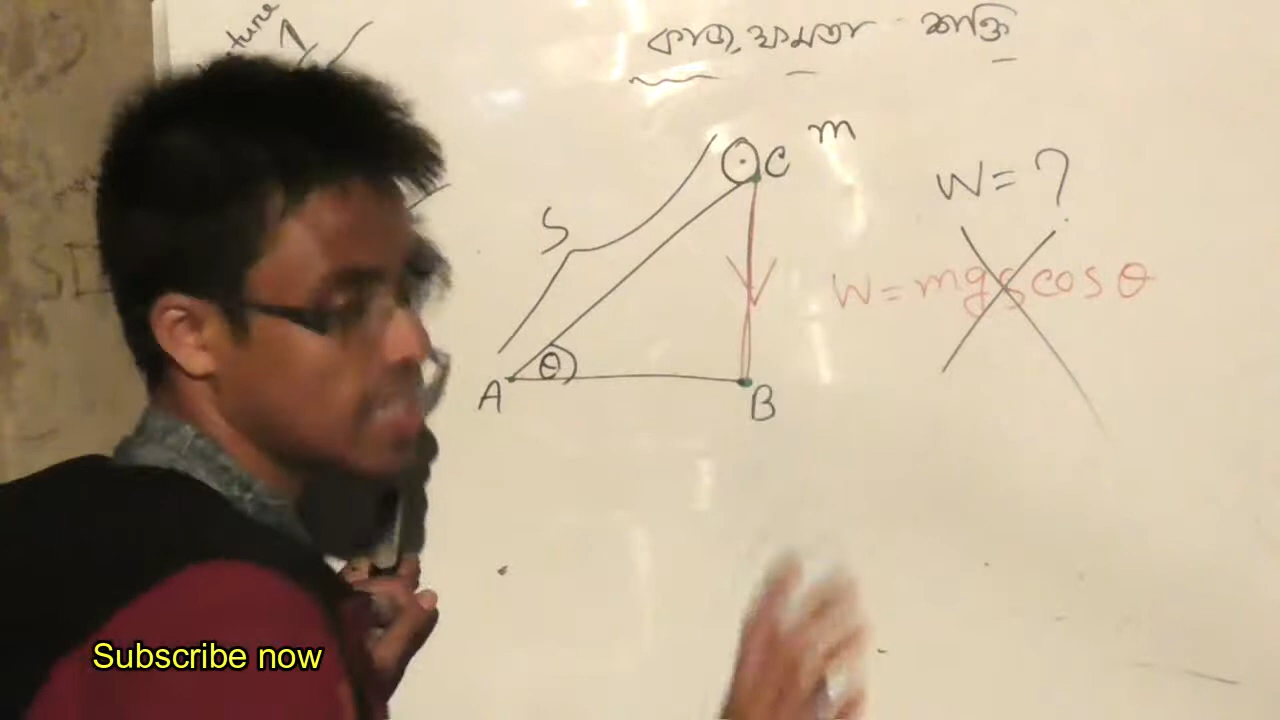 কাজ, ক্ষমতা শক্তি
m
C
W = ?
S
W = mgs cos θ
θ
A
B
Subscribe now